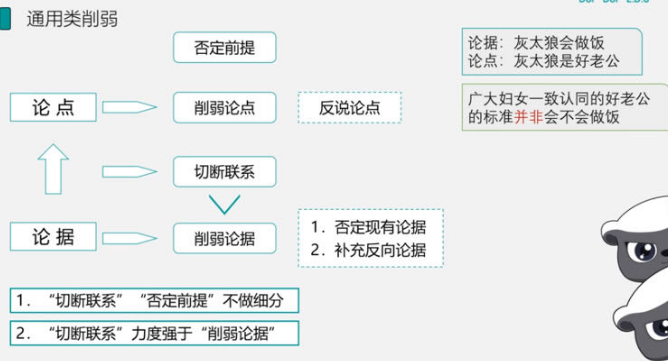 通用类削弱
否定前提
论据：灰太狼会做饭
论点：灰太狼是好老公
论点
削弱论点
反说论点
广大妇女一致认同的好老公
的标准并非会不会做饭
切断联系
论据
削弱论据
1. 否定现有论据
2. 补充反向论据
1. “切断联系”“否定前提”不做细分
2. “切断联系”力度强于“削弱论据”